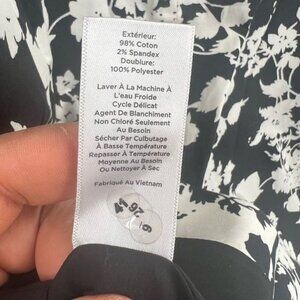 Extérieur:
98% Coton
2% Spandex
Doublure:
100% Polyester
Laver À La Machine À
L'eau Froide
Cycle Délicat
Agent De Blanchiment
Non Chloré Seulement
Au Besoin
Sécher Par Culbutage
À Basse Température
Repasser À Température
Moyenne Au Besoin
Ou Nettoyer À Sec
Fabriqué Au Vietnam